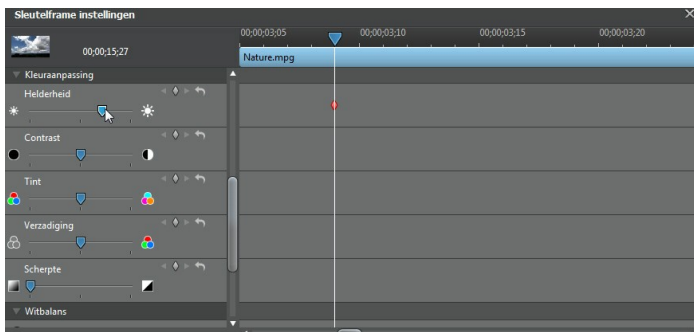 Sleutelframe instellingen
00;00;15;27
00;00;03;05
00;00;03;10
00;00;03;15
00;00;03;20
Nature.mpg
Kleuraanpassing
Helderheid
Contrast
Tint
Verzadiging
Scherpte
Witbalans